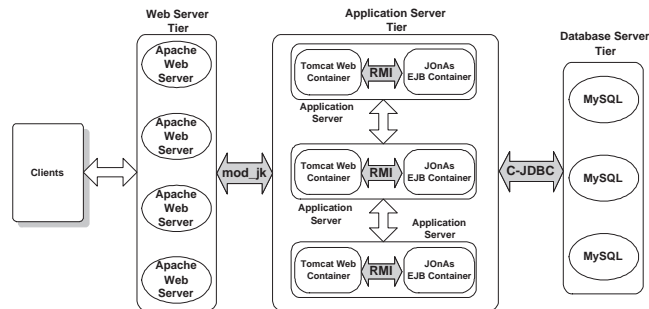 Web Server
Tier
Application Server
Tier
Database Server
Tier
Apache
Web
Server
Apache
Web
Server
Apache
Web
Server
Apache
Web
Server
Clients
mod_jk
Tomcat Web
Container
RMI
JOnAs
EJB Container
Application
Server
Tomcat Web
Container
RMI
JOnAs
EJB Container
Application
Server
Application
Server
Tomcat Web
Container
RMI
JOnAs
EJB Container
C-JDBC
MySQL
MySQL
MySQL